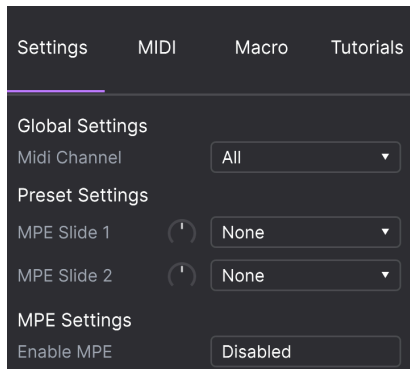 Settings MIDI Macro Tutorials
Global Settings
Midi Channel All
Preset Settings
MPE Slide 1 None
MPE Slide 2 None
MPE Settings
Enable MPE Disabled